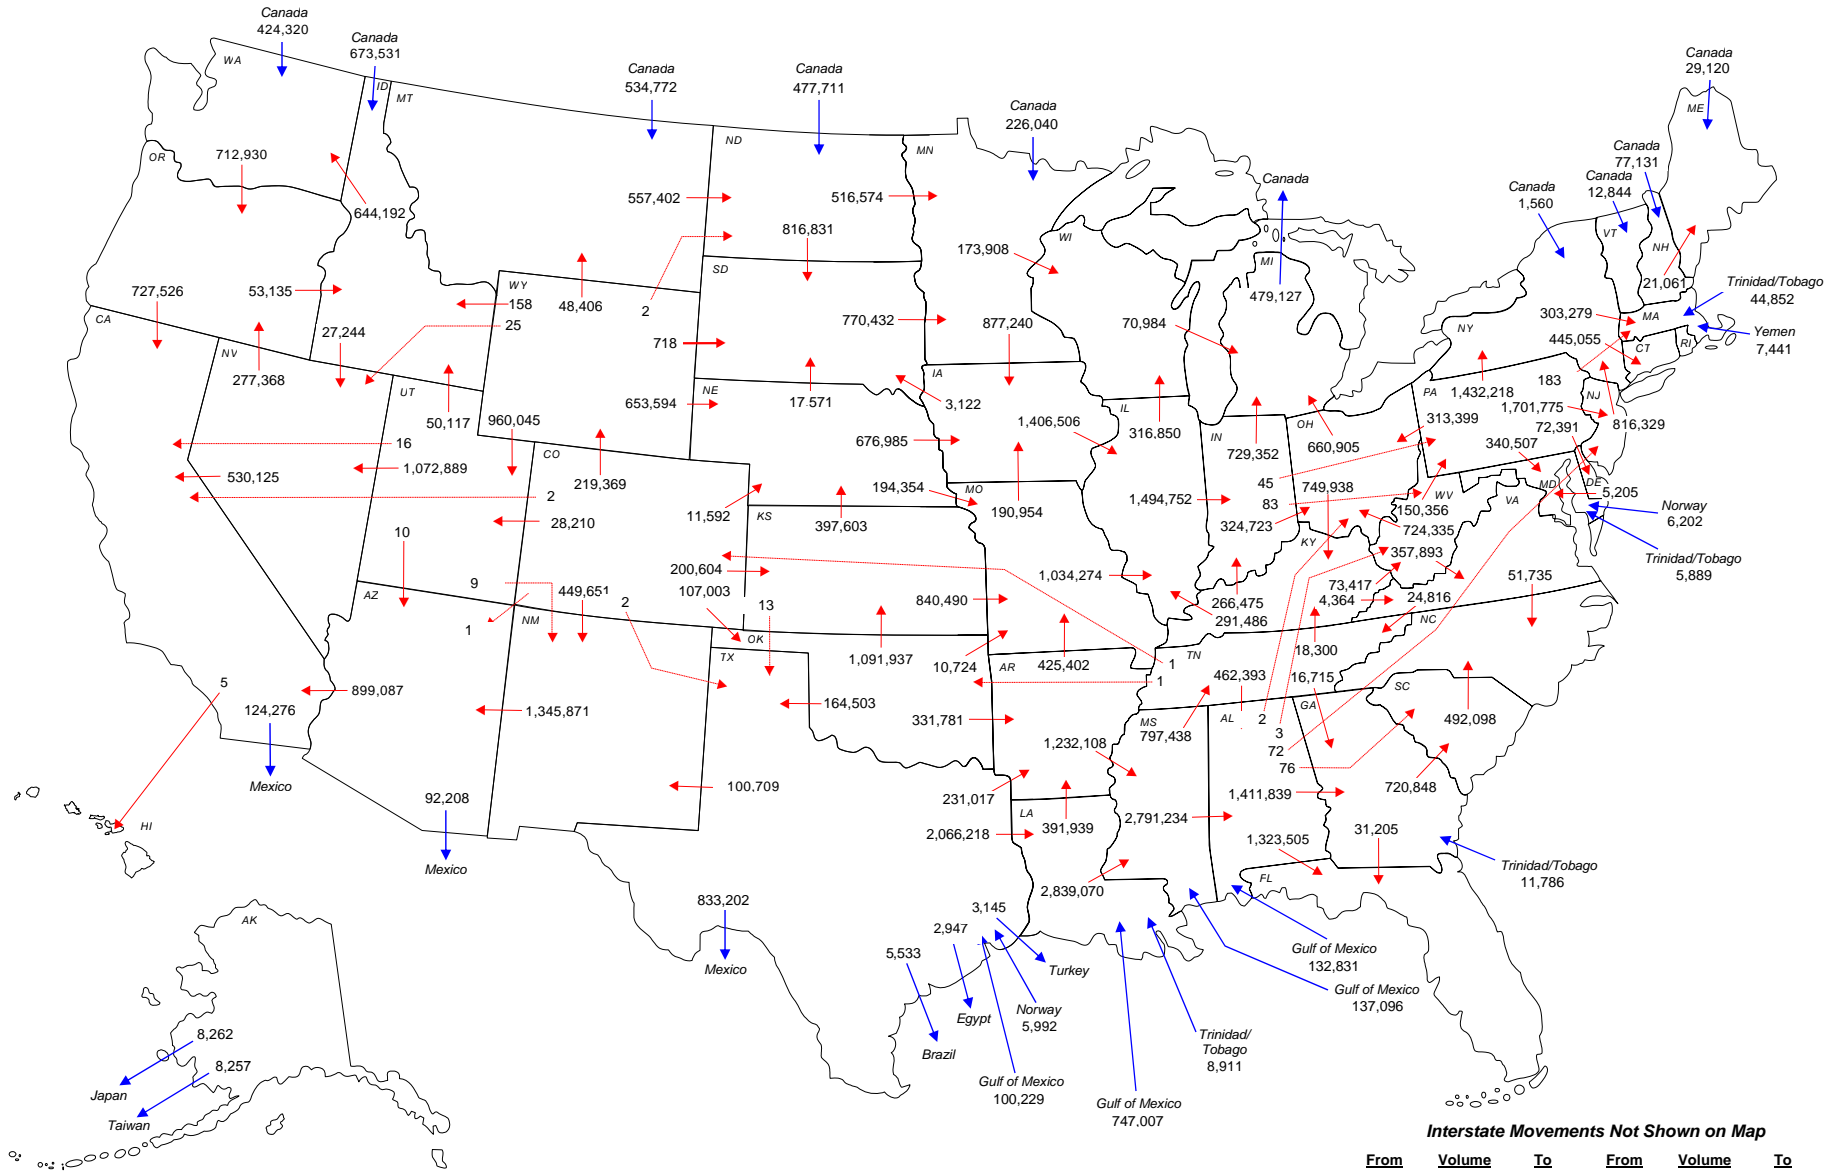 Canada
424,320
Canada
673,531
Canada
534,772
Canada
477,711
Canada
226,040
Canada
29,120
Canada
77,131
Canada
12,844
Canada
1,560
Canada
479,127
WA
ID
MT
ND
MN
OR
ME
VT
NH
712,930
644,192
557,402
516,574
816,831
173,908
WI
MI
SD
WY
158
25
48,406
2
727,526
53,135
27,244
CA
NV
277,368
770,432
877,240
70,984
718
21,061
Trinidad/Tobago
44,852
Yemen
7,441
303,279
MA
NY
445,055
CT
RI
183
UT
50,117
960,045
653,594
NE
17,571
IA
3,122
IL
316,850
1,406,506
IN
729,352
OH
660,905
PA
1,432,218
313,399
1,701,775
NJ
72,391
816,329
340,507
16
530,125
1,072,889
CO
219,369
676,985
2
28,210
11,592
KS
397,603
194,354
MO
190,954
1,494,752
45
83
749,938
324,723
WV
150,356
VA
MD
DE
5,205
Norway
6,202
724,335
Trinidad/Tobago
5,889
KY
357,893
10
200,604
107,003
1,034,274
9
AZ
449,651
2
13
840,490
266,475
291,486
73,417
4,364
24,816
51,735
1
NM
OK
TX
1,091,937
10,724
AR
425,402
TN
1
1
18,300
NC
462,393
16,715
SC
492,098
5
899,087
124,276
Mexico
1,345,871
164,503
331,781
MS
797,438
AL
2
GA
3
72
76
1,232,108
720,848
HI
92,208
Mexico
100,709
231,017
LA
391,939
2,066,218
2,791,234
1,411,839
1,323,505
31,205
FL
Trinidad/Tobago
11,786
2,839,070
833,202
Mexico
AK
3,145
Turkey
2,947
Egypt
5,533
Brazil
Norway
5,992
Gulf of Mexico
132,831
Gulf of Mexico
137,096
Trinidad/
Tobago
8,911
Gulf of Mexico
100,229
Gulf of Mexico
747,007
8,262
Japan
8,257
Taiwan
Interstate Movements Not Shown on Map
From Volume To From Volume To